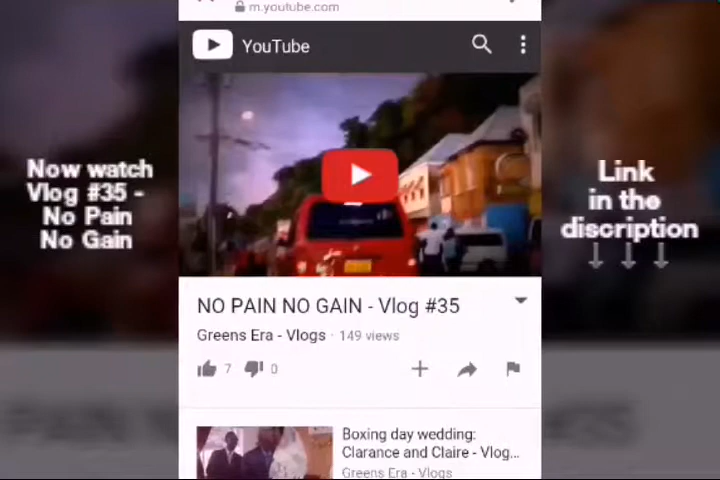 m.youtube.com
YouTube
Now watch
Vlog #35 -
No Pain
No Gain
Link
in the
discription
NO PAIN NO GAIN - Vlog #35
Greens Era - Vlogs · 149 views
7
0
Boxing day wedding:
Clarance and Claire - Vlog...
Greens Era - Vlogs